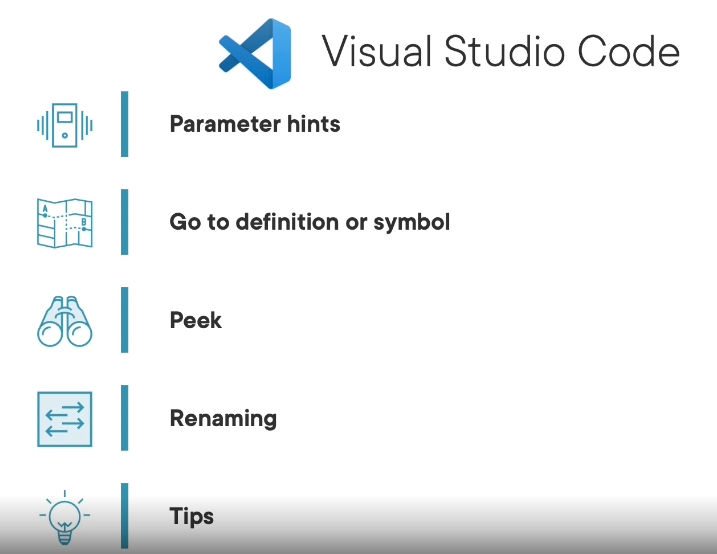 Visual Studio Code
Parameter hints
A
B
Go to definition or symbol
Peek
Renaming
Tips